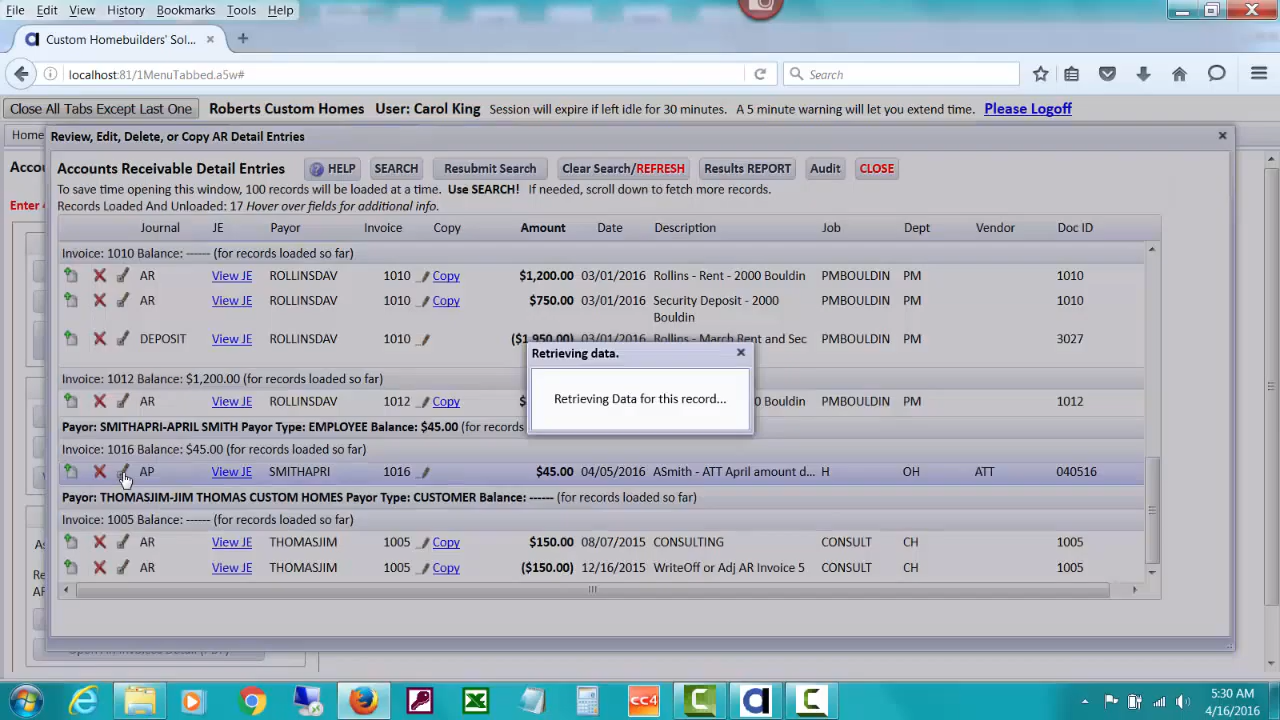 File Edit View History Bookmarks Tools Help
Custom Homebuilders' Sol...
localhost:81/1MenuTabbed.a5w#
Search
Close All Tabs Except Last One Roberts Custom Homes User: Carol King Session will expire if left idle for 30 minutes. A 5 minute warning will let you extend time. Please Logoff
Home
Review, Edit, Delete, or Copy AR Detail Entries
Accounts Receivable Detail Entries HELP SEARCH Resubmit Search Clear Search/REFRESH Results REPORT Audit CLOSE
To save time opening this window, 100 records will be loaded at a time. Use SEARCH! If needed, scroll down to fetch more records.
Records Loaded And Unloaded: 17 Hover over fields for additional info.
Journal JE Payor Invoice Copy Amount Date Description Job Dept Vendor Doc ID
Invoice: 1010 Balance: ------ (for records loaded so far)
AR View JE ROLLINSDAV 1010 Copy $1,200.00 03/01/2016 Rollins - Rent - 2000 Bouldin PMBOULDIN PM 1010
AR View JE ROLLINSDAV 1010 Copy $750.00 03/01/2016 Security Deposit - 2000 PMBOULDIN PM 1010
Bouldin
DEPOSIT View JE ROLLINSDAV 1010 ($1,950.00) 03/01/2016 Rollins - March Rent and Sec PMBOULDIN PM 3027
Retrieving data.
Invoice: 1012 Balance: $1,200.00 (for records loaded so far)
Retrieving Data for this record...
AR View JE ROLLINSDAV 1012 Copy PMBOULDIN PM 1012
Payor: SMITHAPRI-APRIL SMITH Payor Type: EMPLOYEE Balance: $45.00 (for records
Invoice: 1016 Balance: $45.00 (for records loaded so far)
AP View JE SMITHAPRI 1016 $45.00 04/05/2016 ASmith - ATT April amount d... H OH ATT 040516
Payor: THOMASJIM-JIM THOMAS CUSTOM HOMES Payor Type: CUSTOMER Balance: ------ (for records loaded so far)
Invoice: 1005 Balance: ------ (for records loaded so far)
AR View JE THOMASJIM 1005 Copy $150.00 08/07/2015 CONSULTING CONSULT CH 1005
AR View JE THOMASJIM 1005 Copy ($150.00) 12/16/2015 WriteOff or Adj AR Invoice 5 CONSULT CH 1005
CC4
5:30 AM
4/16/2016